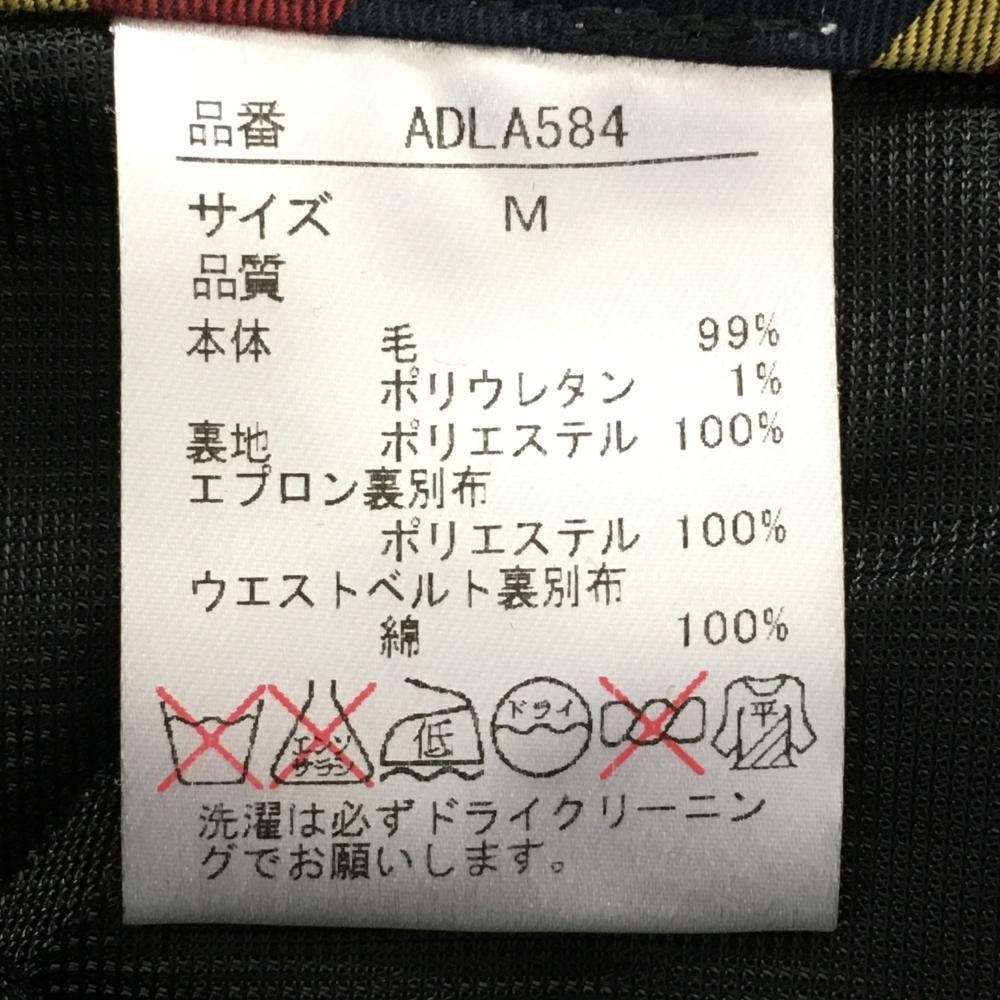 品番 ADLA584
サイズ M
品質
本体 毛 99%
ポリウレタン 1%
裏地 ポリエステル 100%
エプロン裏別布
ポリエステル 100%
ウエストベルト裏別布
綿 100%
エンソ サラシ 低 ドライ 平
洗濯は必ずドライクリーニン
グでお願いします。